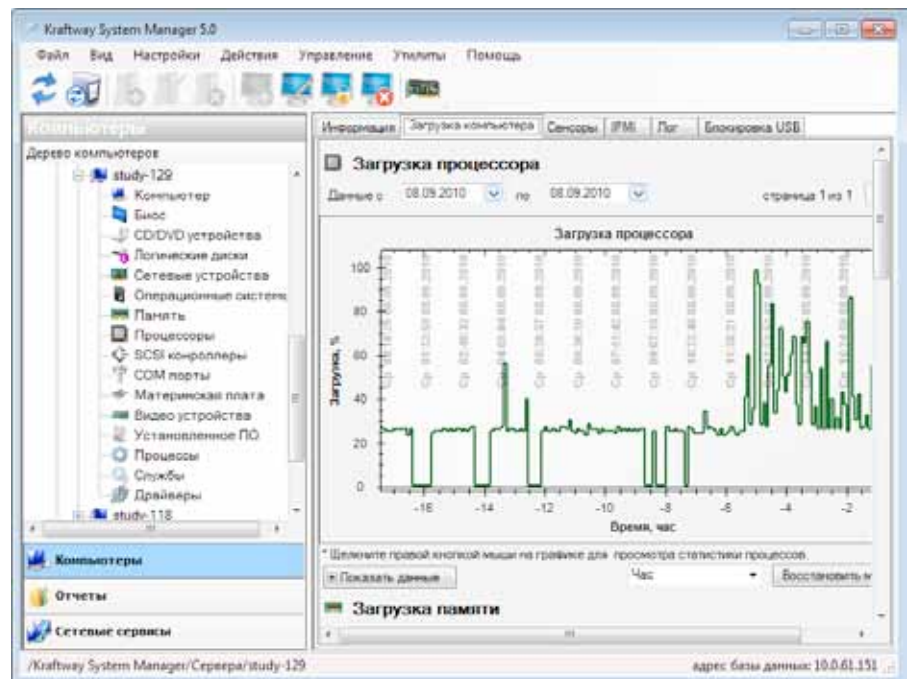 Kraftway System Manager 5.0
Файл Вид Настройки Действия Управление Утилиты Помощь
Компьютеры
Дерево компьютеров
study-129
Компьютер
Биос
CD/DVD устройства
Логические диски
Сетевые устройства
Операционные систем
Память
Процессоры
SCSI конроллеры
COM порты
Материнская плата
Видео устройства
Установленное ПО
Процессы
Службы
Драйверы
study-118
Компьютеры
Отчеты
Сетевые сервисы
Информация Загрузка компьютера Сенсоры IPMI Лог Блокировка USB
Загрузка процессора
Данные с 08.09.2010 по 08.09.2010 страница 1 из 1
Загрузка процессора
Загрузка, %
100
80
60
40
20
0
-16 -14 -12 -10 -8 -6 -4 -2
Время, час
* Щелкните правой кнопкой мыши на графике для просмотра статистики процессов.
Показать данные Час Восстановить м
Загрузка памяти
/Kraftway System Manager/Сервера/study-129 адрес базы данных: 10.0.61.151